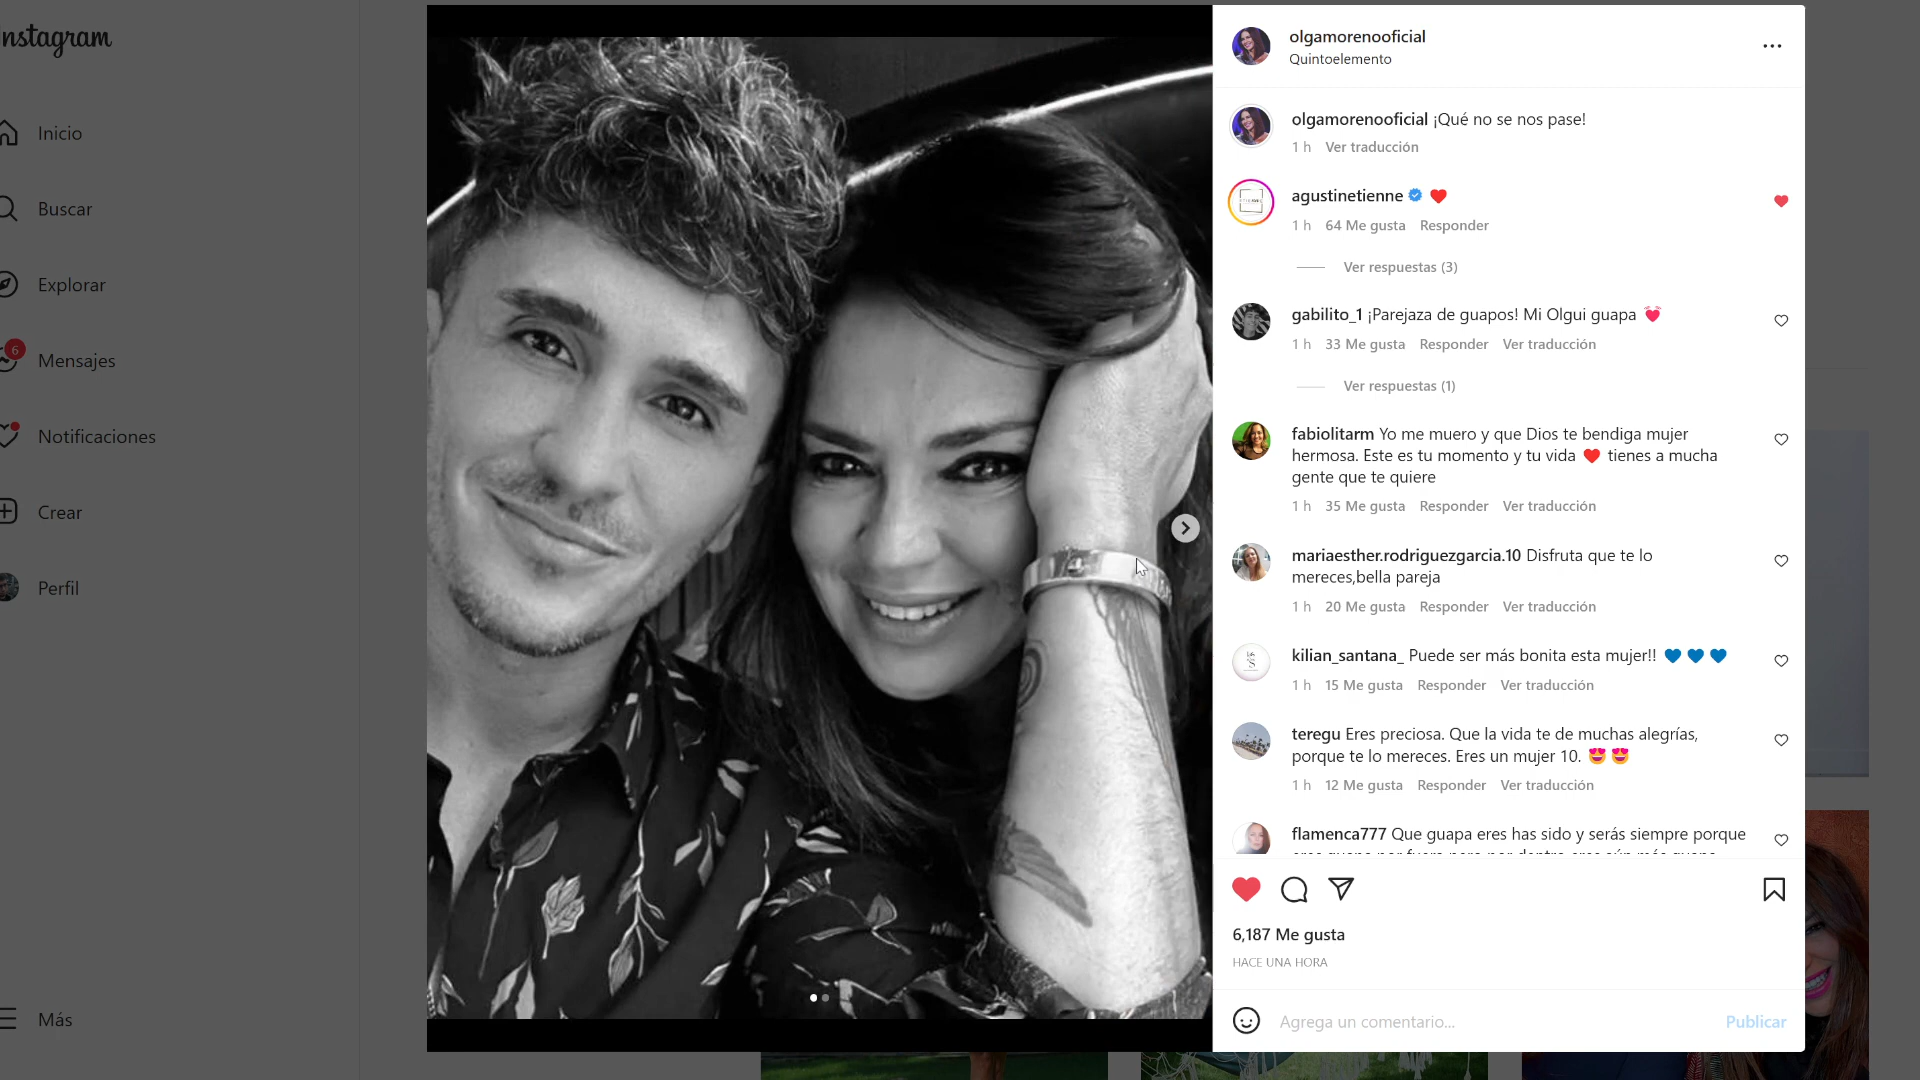 Instagram
Inicio
Buscar
Explorar
6
Mensajes
Notificaciones
Crear
Perfil
Más
olgamorenooficial
Quintoelemento
olgamorenooficial ¡Qué no se nos pase!
1 h Ver traducción
agustinetienne ❤️
1 h 64 Me gusta Responder
Ver respuestas (3)
gabilito_1 ¡Parejaza de guapos! Mi Olgui guapa 💓
1 h 33 Me gusta Responder Ver traducción
Ver respuestas (1)
fabiolitarm Yo me muero y que Dios te bendiga mujer
hermosa. Este es tu momento y tu vida ❤️ tienes a mucha
gente que te quiere
1 h 35 Me gusta Responder Ver traducción
mariaesther.rodriguezgarcia.10 Disfruta que te lo
mereces,bella pareja
1 h 20 Me gusta Responder Ver traducción
kilian_santana_ Puede ser más bonita esta mujer!! 💙 💙 💙
1 h 15 Me gusta Responder Ver traducción
teregu Eres preciosa. Que la vida te de muchas alegrías,
porque te lo mereces. Eres un mujer 10. 😍 😍
1 h 12 Me gusta Responder Ver traducción
flamenca777 Que guapa eres has sido y serás siempre porque
6,187 Me gusta
HACE UNA HORA
Agrega un comentario...
Publicar